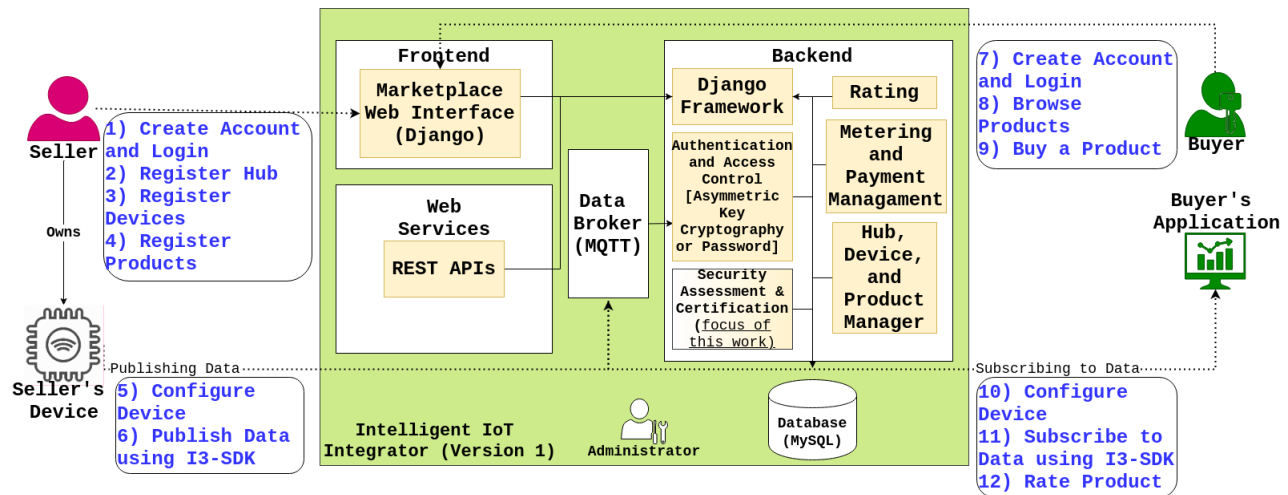 Seller
1) Create Account
and Login
2) Register Hub
3) Register
Devices
4) Register
Products
Owns
Seller's
Device
Publishing Data
5) Configure
Device
6) Publish Data
using I3-SDK
Frontend
Marketplace
Web Interface
(Django)
Web
Services
REST APIs
Data
Broker
(MQTT)
Backend
Django
Framework
Rating
Authentication
and Access
Control
[Asymmetric
Key
Cryptography
or Password]
Metering
and
Payment
Managament
Security
Assessment &
Certification
(focus of
this work)
Hub,
Device,
and
Product
Manager
Intelligent IoT
Integrator (Version 1)
Administrator
Database
(MySQL)
7) Create Account
and Login
8) Browse
Products
9) Buy a Product
Buyer
Buyer's
Application
Subscribing to Data
10) Configure
Device
11) Subscribe to
Data using I3-SDK
12) Rate Product